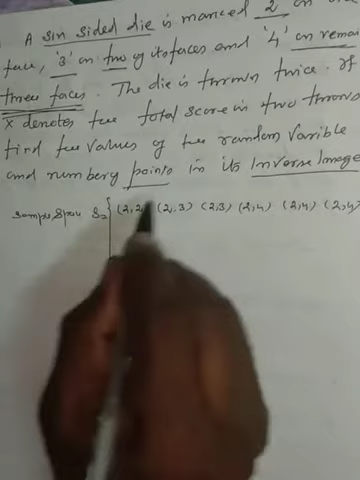 A six sided die is marked '2' on one
face, '3' on two of its faces and '4' on remai
three faces. The die is thrown twice. If
'X' denotes the total score in two throws
find the values of the random variable
and number of points in its Inverse Image
Sample space S = { (2,2) (2,3) (2,3) (2,4) (2,4) (2,4)